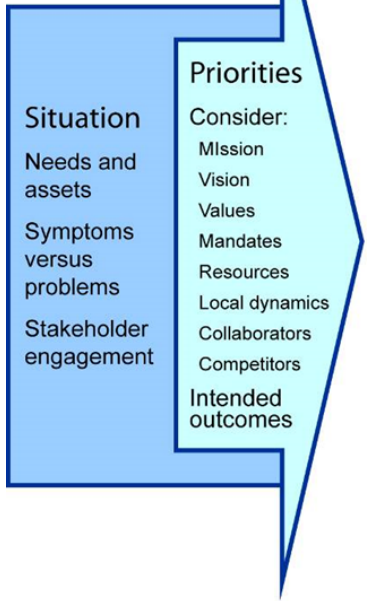 Situation
Needs and
assets
Symptoms
versus
problems
Stakeholder
engagement
Priorities
Consider:
MIssion
Vision
Values
Mandates
Resources
Local dynamics
Collaborators
Competitors
Intended
outcomes